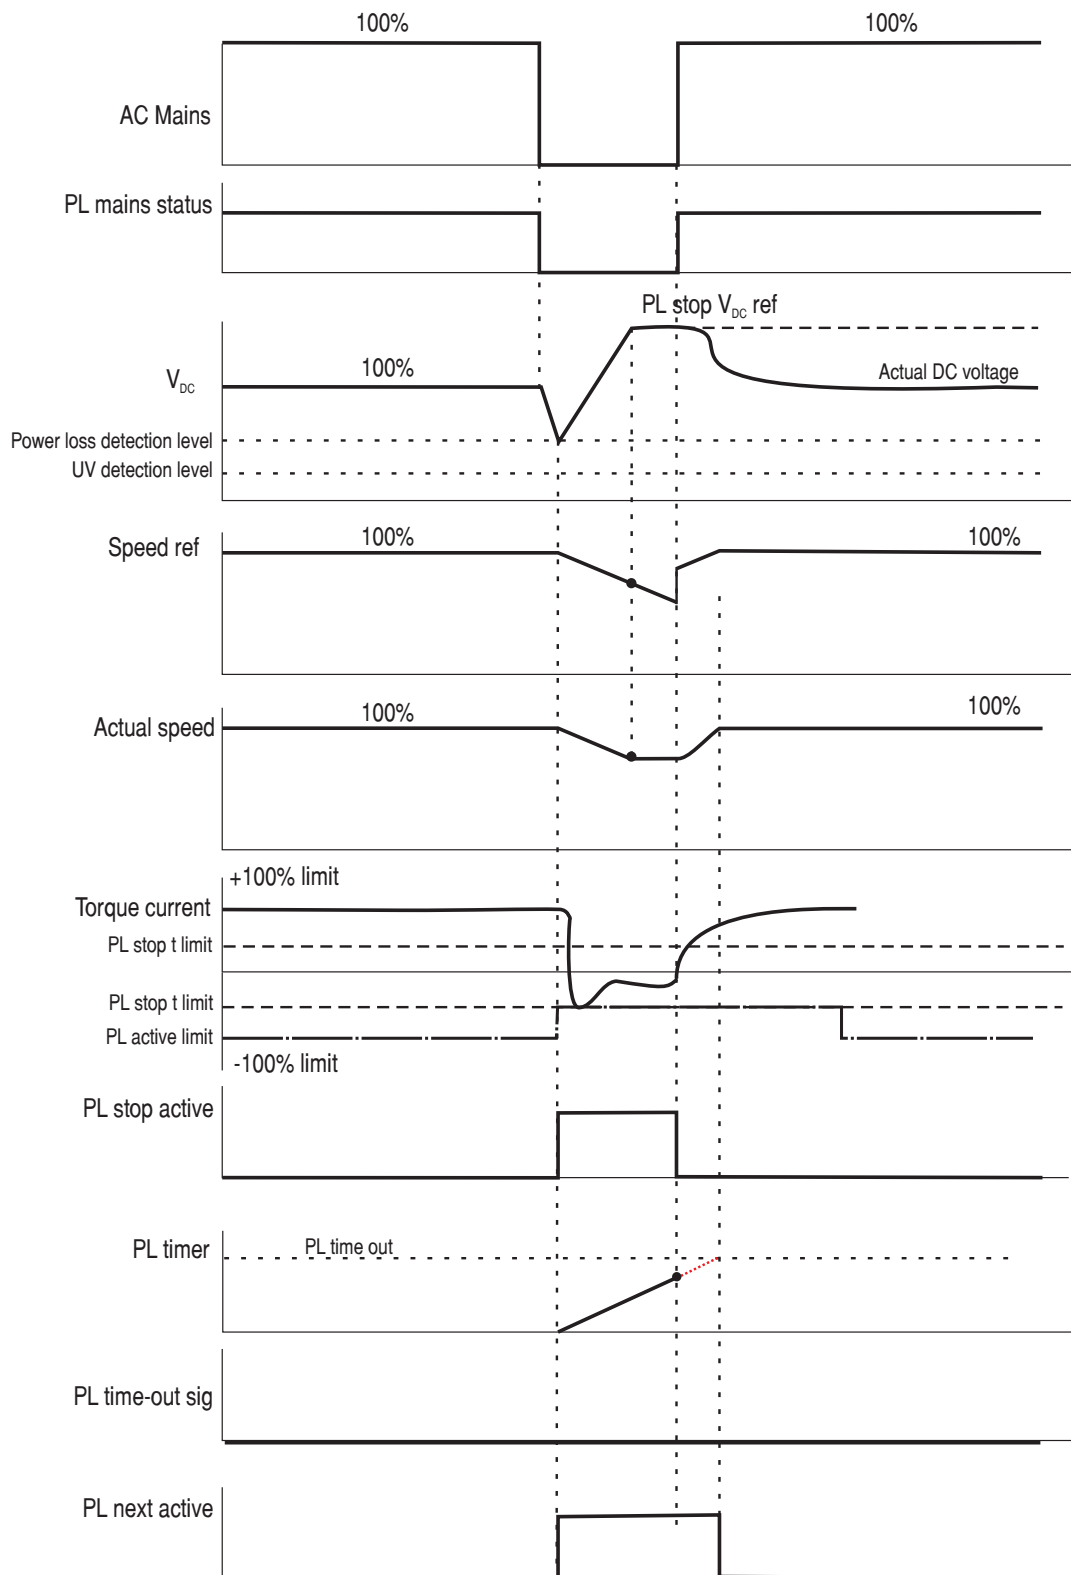 100%
100%
AC Mains
PL mains status
PL stop VDC ref
100%
VDC
Actual DC voltage
Power loss detection level
UV detection level
Speed ref
100%
100%
Actual speed
100%
100%
+100% limit
Torque current
PL stop t limit
PL stop t limit
PL active limit
-100% limit
PL stop active
PL timer
PL time out
PL time-out sig
PL next active